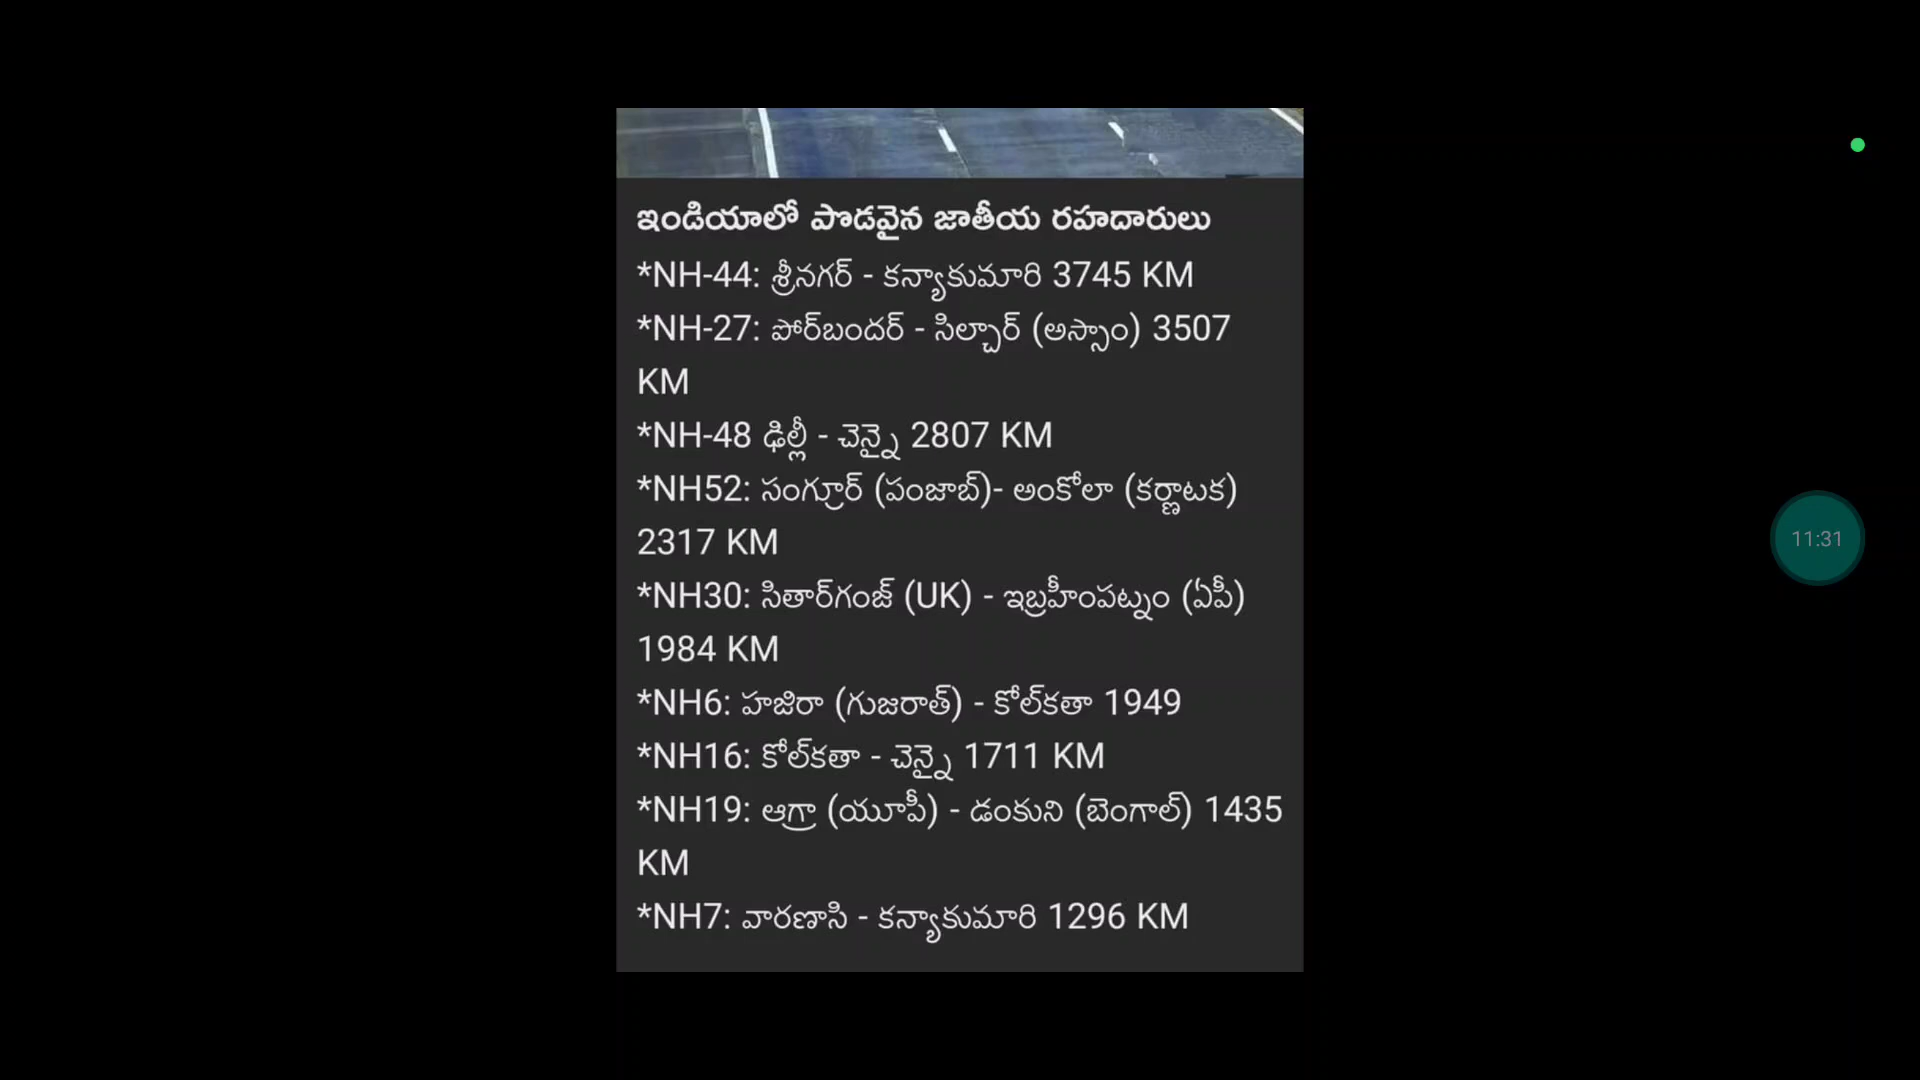 ఇండియాలో పొడవైన జాతీయ రహదారులు
*NH-44: శ్రీనగర్ - కన్యాకుమారి 3745 KM
*NH-27: పోర్‌బందర్ - సిల్చార్ (అస్సాం) 3507
KM
*NH-48 ఢిల్లీ - చెన్నై 2807 KM
*NH52: సంగ్రూర్ (పంజాబ్)- అంకోలా (కర్ణాటక)
2317 KM
*NH30: సితార్‌గంజ్ (UK) - ఇబ్రహీంపట్నం (ఏపీ)
1984 KM
*NH6: హజిరా (గుజరాత్) - కోల్‌కతా 1949
*NH16: కోల్‌కతా - చెన్నై 1711 KM
*NH19: ఆగ్రా (యూపీ) - డంకుని (బెంగాల్) 1435
KM
*NH7: వారణాసి - కన్యాకుమారి 1296 KM
11:31